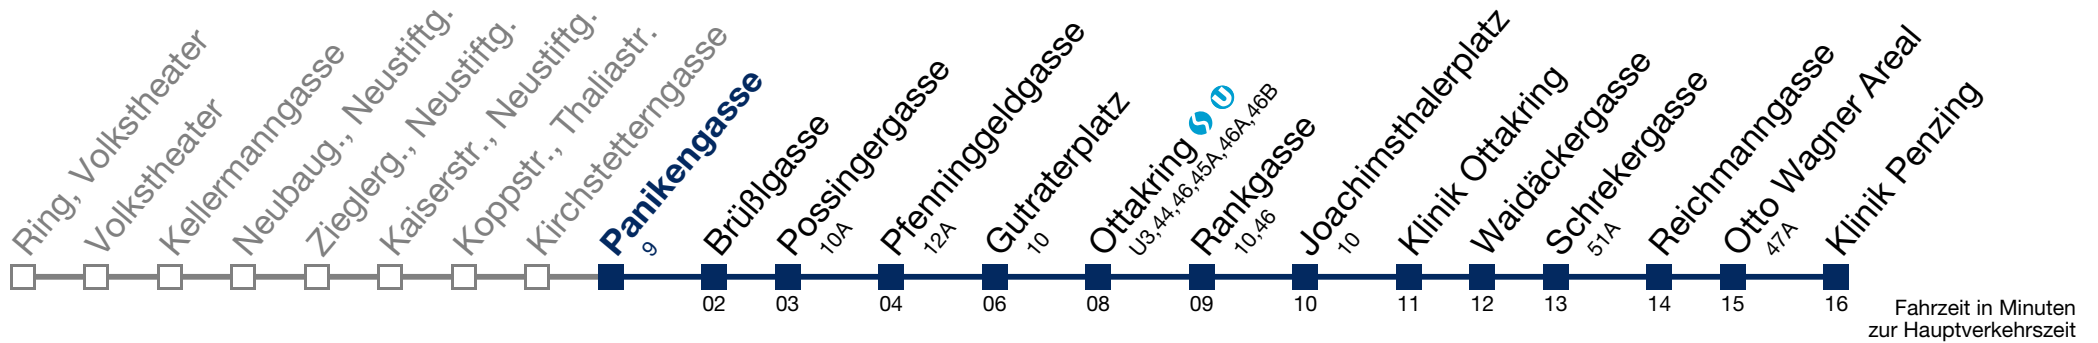 Ring, Volkstheater
Volkstheater
Kellermanngasse
Neubaug., Neustiftg.
Zieglerg., Neustiftg.
Kaiserstr., Neustiftg.
Koppstr., Thaliastr.
Kirchstetterngasse
Panikengasse
9
Brüßlgasse
02
Possingergasse
10A
03
Pfenninggeldgasse
12A
04
Gutraterplatz
10
06
Ottakring
U3,44,46,45A,46A,46B
08
Rankgasse
10,46
09
Joachimsthalerplatz
10
10
Klinik Ottakring
11
Waidäckergasse
12
Schrekergasse
51A
13
Reichmanngasse
14
Otto Wagner Areal
47A
15
Klinik Penzing
16
Fahrzeit in Minuten
zur Hauptverkehrszeit